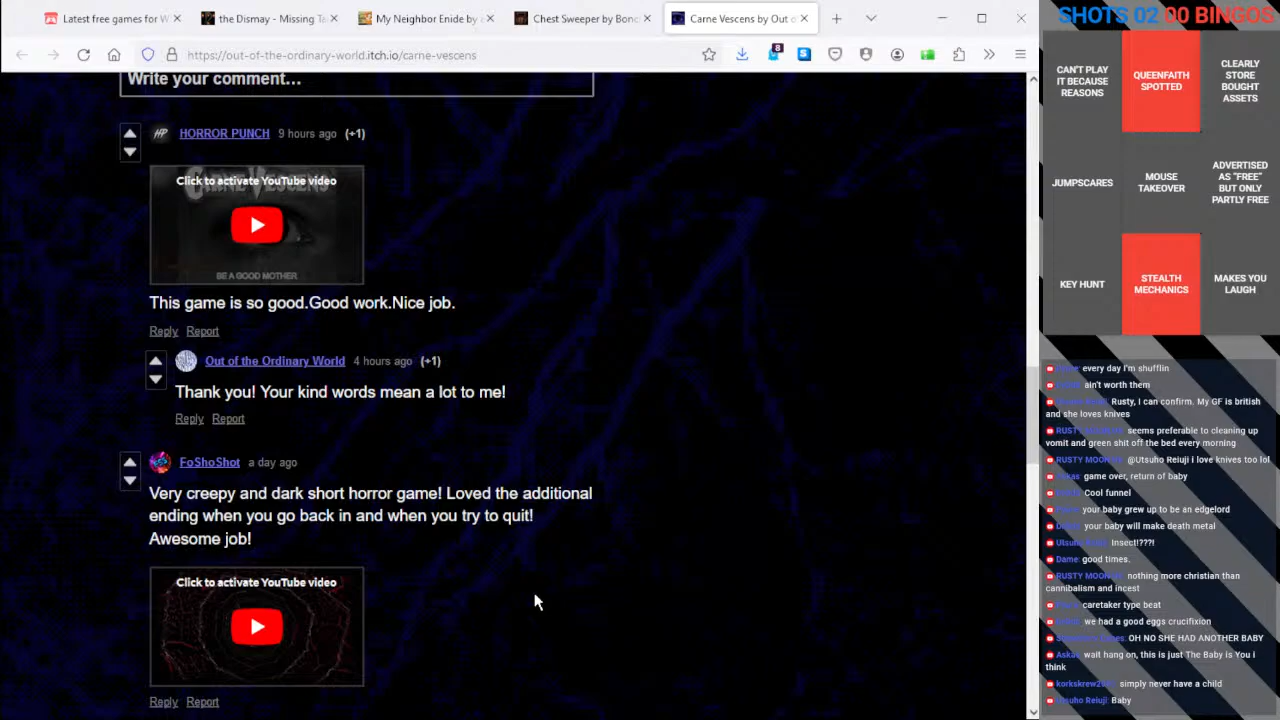 Latest free games for W
the Dismay - Missing Ta
My Neighbor Enide by a
Chest Sweeper by Bon
Carne Vescens by Out o
8
https://out-of-the-ordinary-world.itch.io/carne-vescens
Write your comment...
HP HORROR PUNCH 9 hours ago (+1)
Click to activate YouTube video
BE A GOOD MOTHER
This game is so good.Good work.Nice job.
Reply Report
Out of the Ordinary World 4 hours ago (+1)
Thank you! Your kind words mean a lot to me!
Reply Report
FoShoShot a day ago
Very creepy and dark short horror game! Loved the additional
ending when you go back in and when you try to quit!
Awesome job!
Click to activate YouTube video
Reply Report
SHOTS 02 00 BINGOS
CAN'T PLAY
IT BECAUSE
REASONS
QUEENFAITH
SPOTTED
CLEARLY
STORE
BOUGHT
ASSETS
JUMPSCARES
MOUSE
TAKEOVER
ADVERTISED
AS "FREE"
BUT ONLY
PARTLY FREE
KEY HUNT
STEALTH
MECHANICS
MAKES YOU
LAUGH
every day I'm shufflin
ain't worth them
Rusty, I can confirm. My GF is british
and she loves knives
seems preferable to cleaning up
vomit and green shit off the bed every morning
RUSTY MOON @Utsuho Reiuji i love knives too lol
game over, return of baby
Cool funnel
your baby grew up to be an edgelord
your baby will make death metal
Insect!???!
Dame: good times.
RUSTY MOON nothing more christian than
cannibalism and incest
caretaker type beat
we had a good eggs crucifixion
OH NO SHE HAD ANOTHER BABY
wait hang on, this is just The Baby is You i
think
simply never have a child
Utsuho Reiuji: Baby